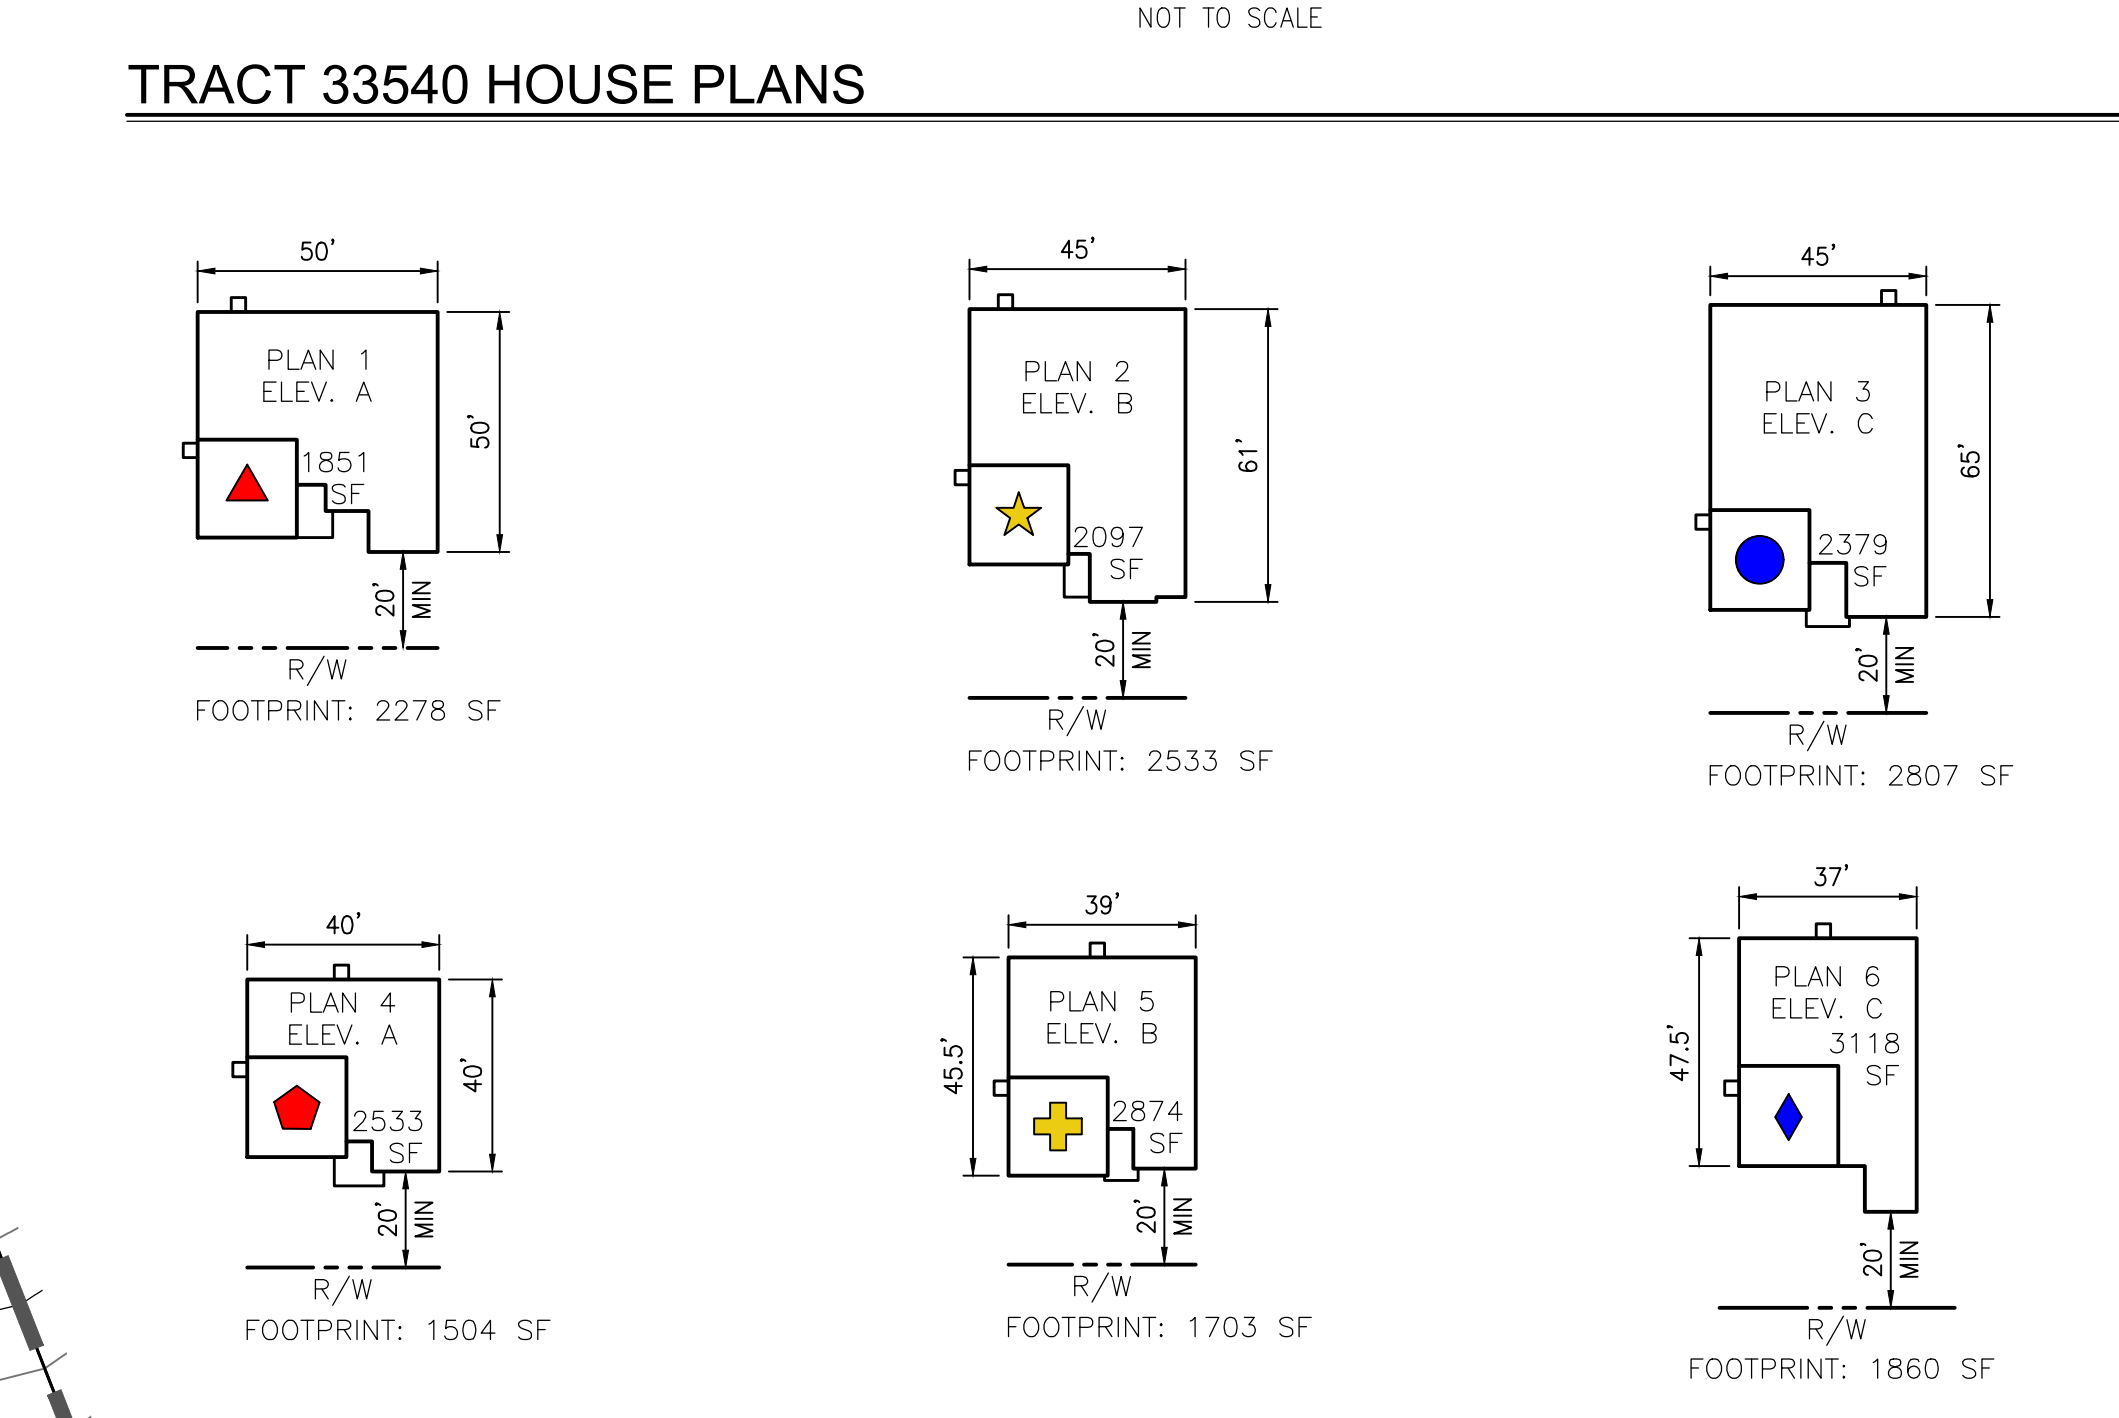 NOT TO SCALE
TRACT 33540 HOUSE PLANS
50'
PLAN 1
ELEV. A
1851
SF
50'
20'
MIN
R/W
FOOTPRINT: 2278 SF
45'
PLAN 2
ELEV. B
2097
SF
61'
20'
MIN
R/W
FOOTPRINT: 2533 SF
45'
PLAN 3
ELEV. C
2379
SF
65'
20'
MIN
R/W
FOOTPRINT: 2807 SF
40'
PLAN 4
ELEV. A
2533
SF
40'
20'
MIN
R/W
FOOTPRINT: 1504 SF
39'
PLAN 5
ELEV. B
2874
SF
45.5'
20'
MIN
R/W
FOOTPRINT: 1703 SF
37'
PLAN 6
ELEV. C
3118
SF
47.5'
20'
MIN
R/W
FOOTPRINT: 1860 SF